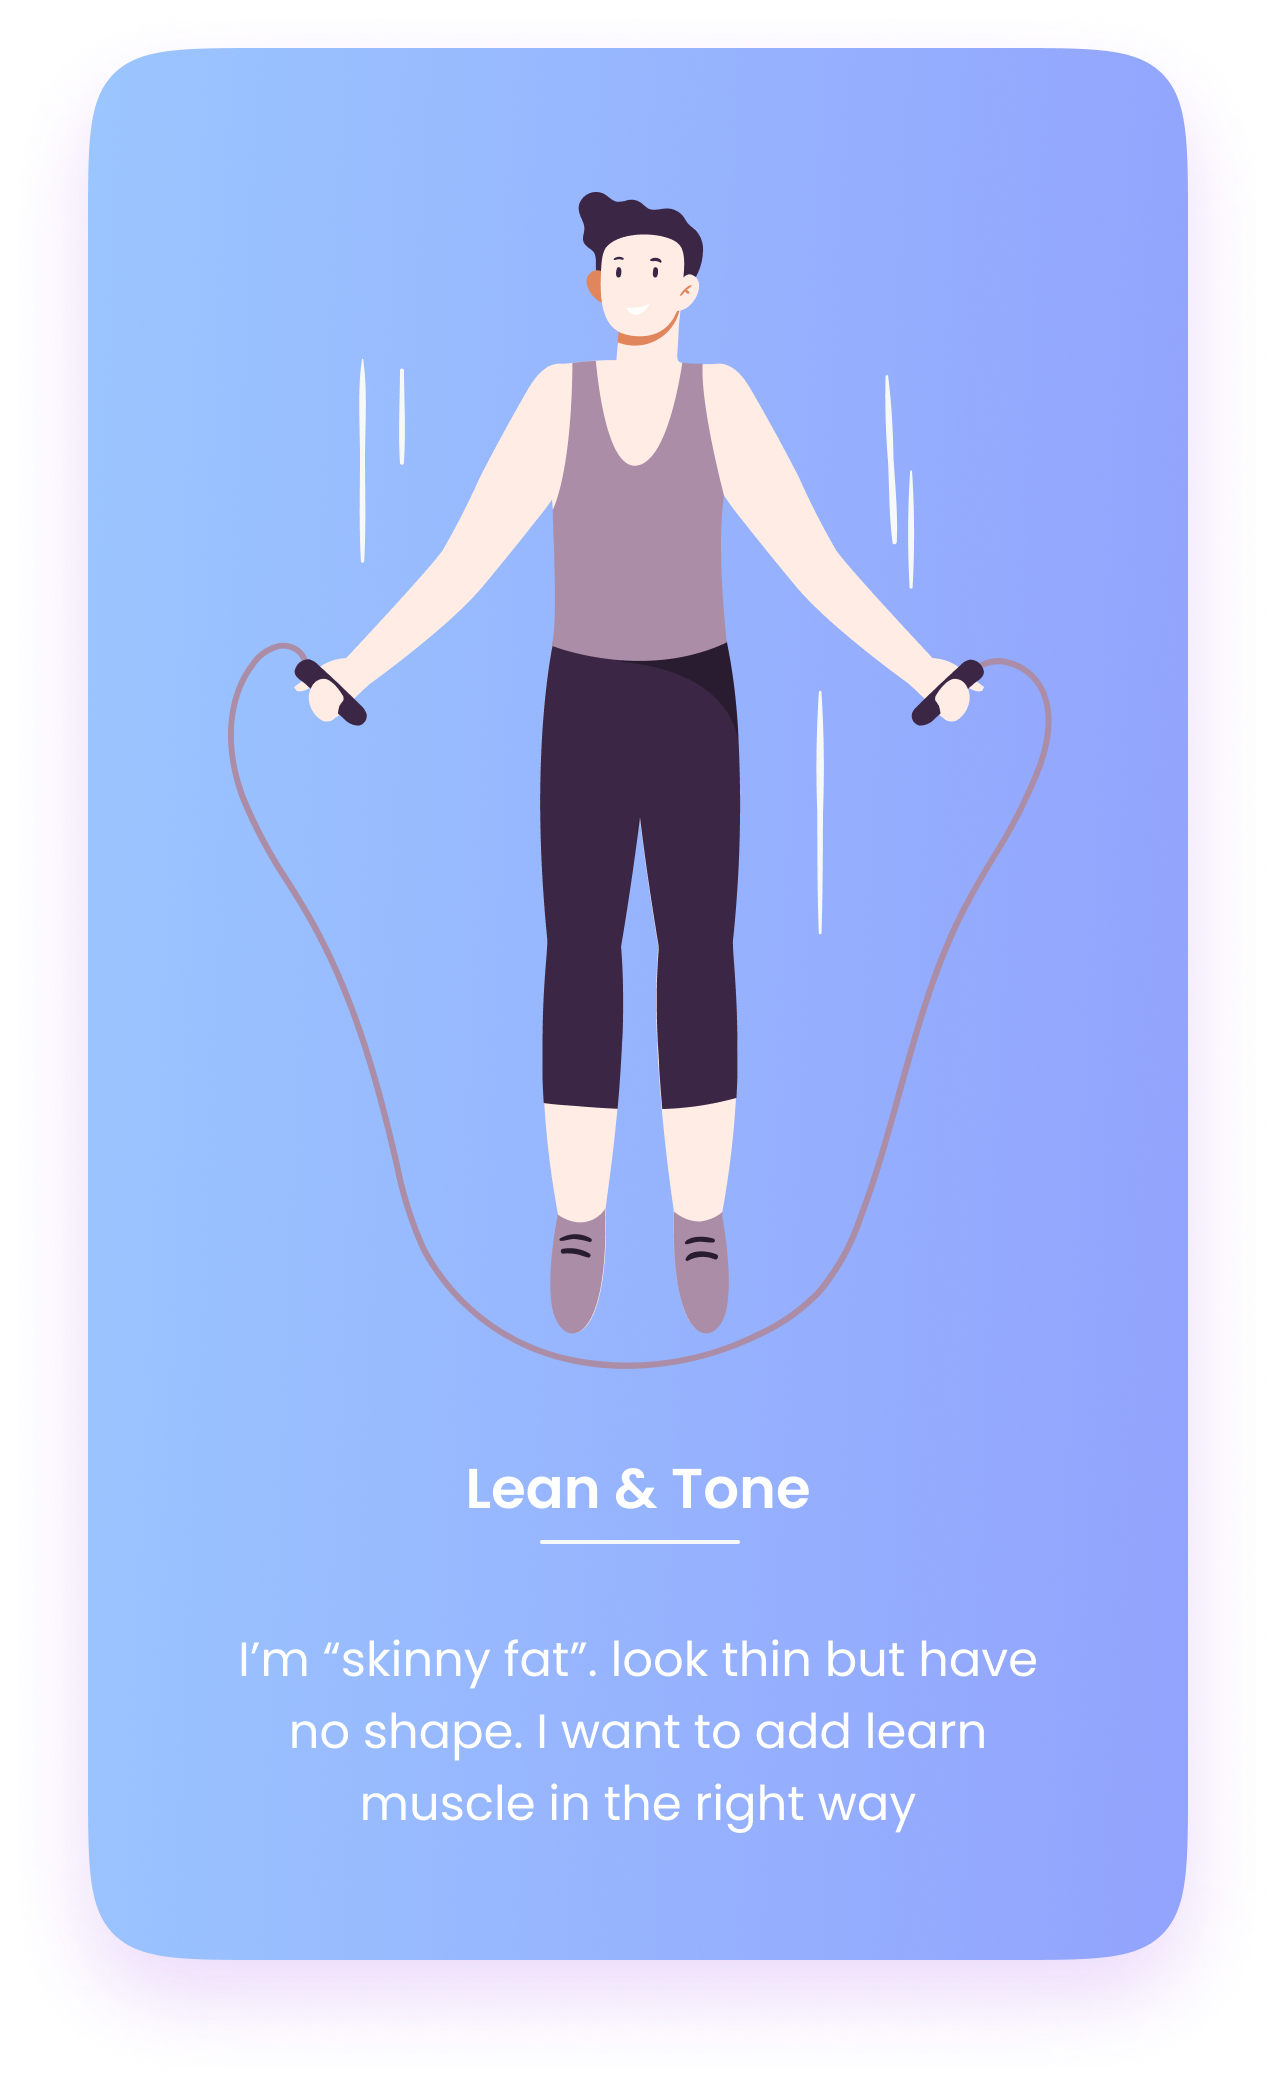 Lean & Tone
I’m “skinny fat”. look thin but have
no shape. I want to add learn
muscle in the right way